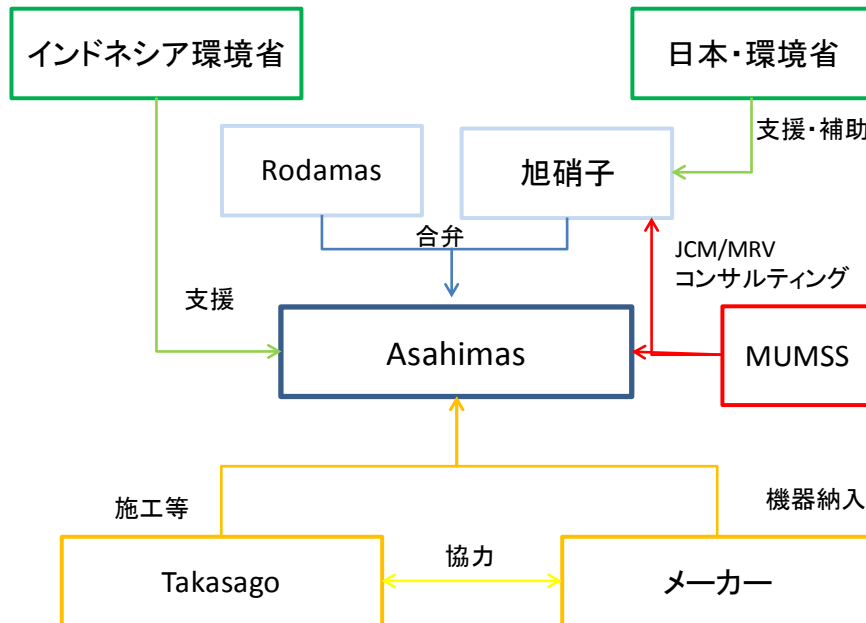 インドネシア環境省
日本・環境省
支援・補助
Rodamas
旭硝子
合弁
JCM/MRV
コンサルティング
支援
Asahimas
MUMSS
施工等
機器納入
Takasago
協力
メーカー